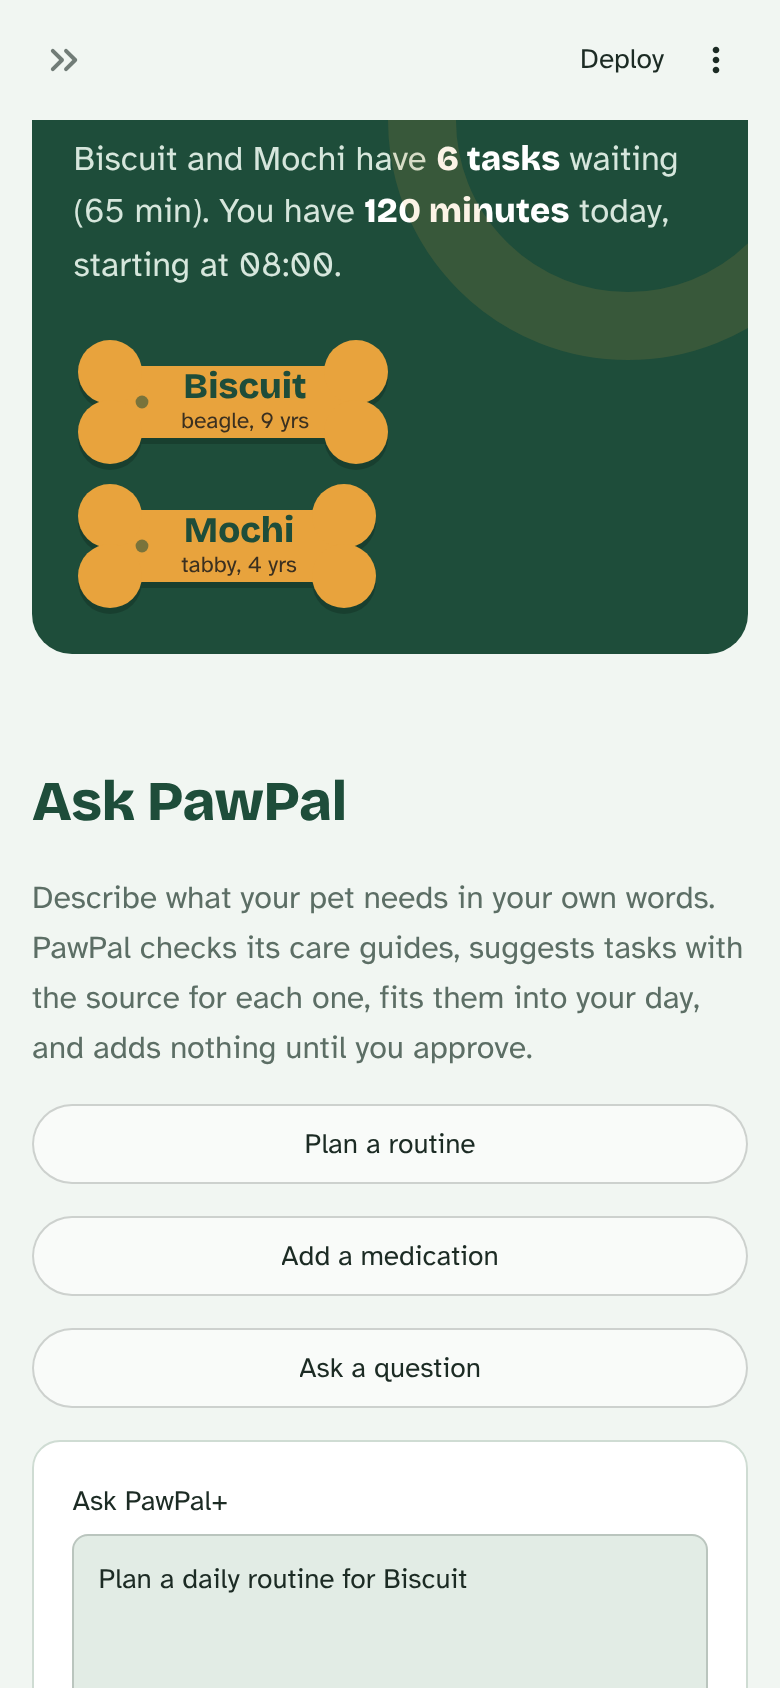 Deploy
Biscuit and Mochi have 6 tasks waiting
(65 min). You have 120 minutes today,
starting at 08:00.
Biscuit
beagle, 9 yrs
Mochi
tabby, 4 yrs
Ask PawPal
Describe what your pet needs in your own words.
PawPal checks its care guides, suggests tasks with
the source for each one, fits them into your day,
and adds nothing until you approve.
Plan a routine
Add a medication
Ask a question
Ask PawPal+
Plan a daily routine for Biscuit